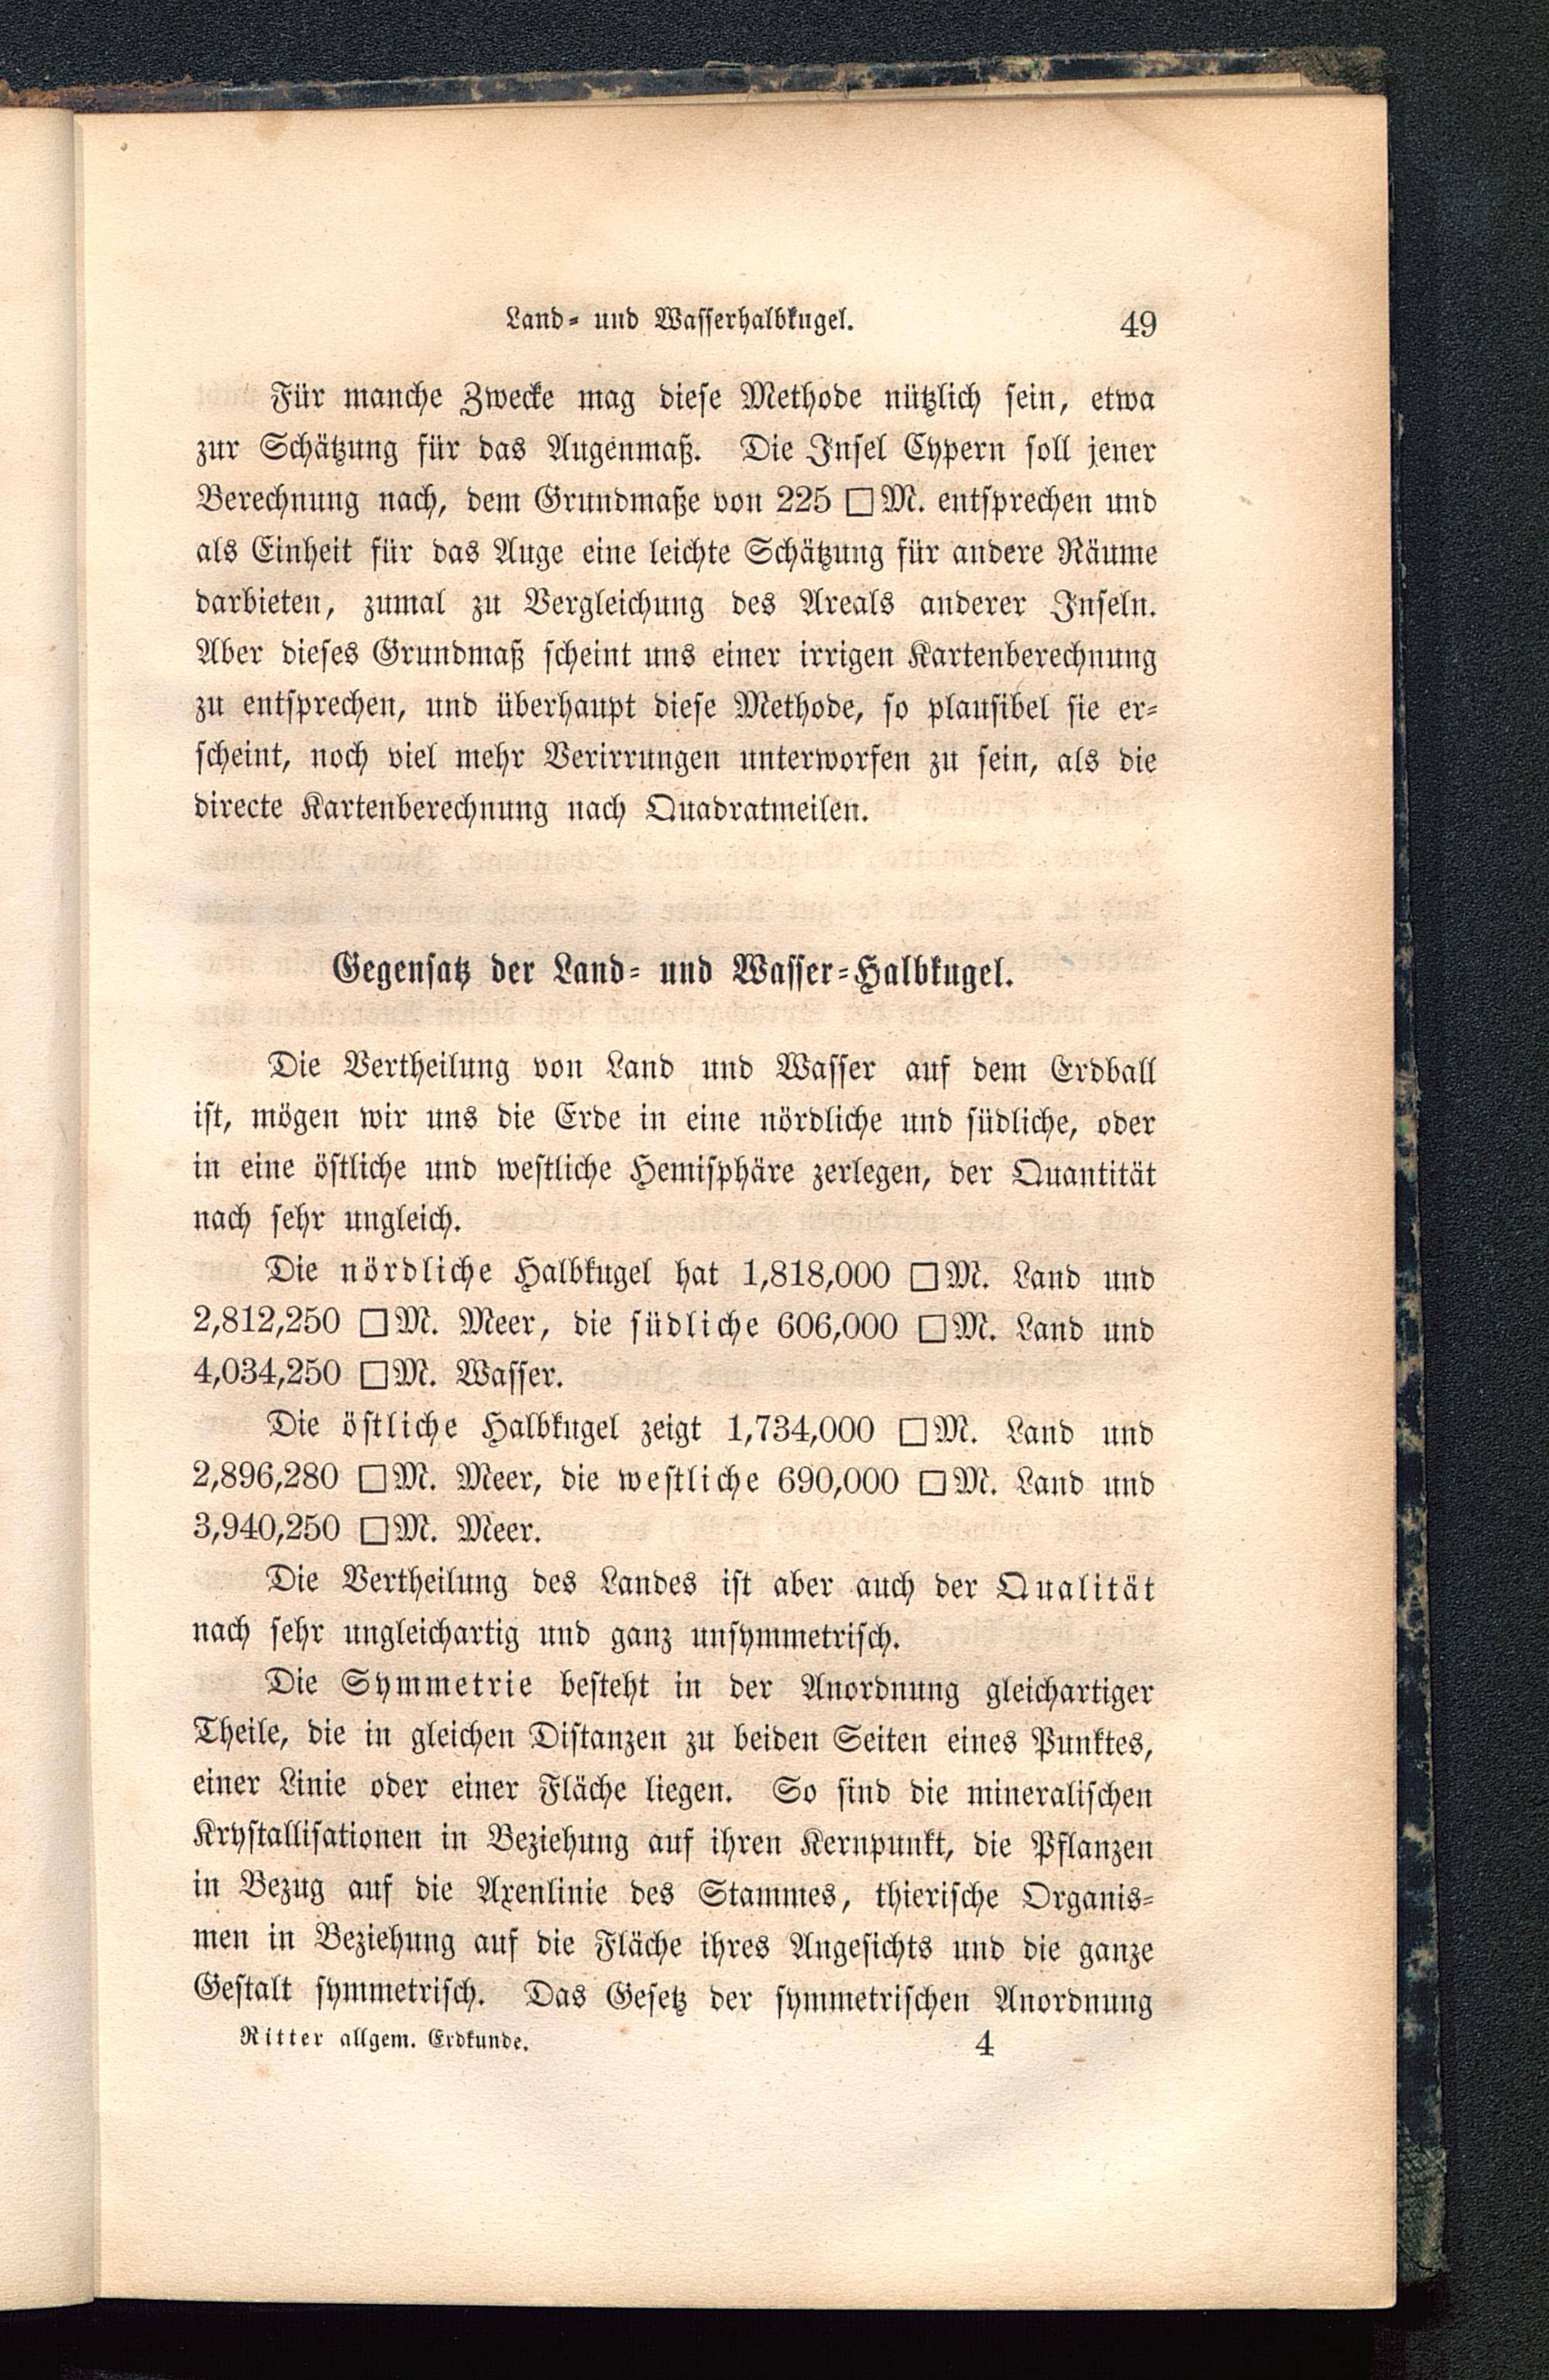 Land- und Wasserhalbkugel. 49
Für manche Zwecke mag diese Methode nützlich sein, etwa
zur Schätzung für das Augenmaß. Die Insel Cypern soll jener
Berechnung nach, dem Grundmaße von 225 □M. entsprechen und
als Einheit für das Auge eine leichte Schätzung für andere Räume
darbieten, zumal zu Vergleichung des Areals anderer Inseln.
Aber dieses Grundmaß scheint uns einer irrigen Kartenberechnung
zu entsprechen, und überhaupt diese Methode, so plausibel sie er-
scheint, noch viel mehr Verirrungen unterworfen zu sein, als die
directe Kartenberechnung nach Quadratmeilen.
Gegensatz der Land- und Wasser-Halbkugel.
Die Vertheilung von Land und Wasser auf dem Erdball
ist, mögen wir uns die Erde in eine nördliche und südliche, oder
in eine östliche und westliche Hemisphäre zerlegen, der Quantität
nach sehr ungleich.
Die nördliche Halbkugel hat 1,818,000 □M. Land und
2,812,250 □M. Meer, die südliche 606,000 □M. Land und
4,034,250 □M. Wasser.
Die östliche Halbkugel zeigt 1,734,000 □M. Land und
2,896,280 □M. Meer, die westliche 690,000 □M. Land und
3,940,250 □M. Meer.
Die Vertheilung des Landes ist aber auch der Qualität
nach sehr ungleichartig und ganz unsymmetrisch.
Die Symmetrie besteht in der Anordnung gleichartiger
Theile, die in gleichen Distanzen zu beiden Seiten eines Punktes,
einer Linie oder einer Fläche liegen. So sind die mineralischen
Krystallisationen in Beziehung auf ihren Kernpunkt, die Pflanzen
in Bezug auf die Axenlinie des Stammes, thierische Organis-
men in Beziehung auf die Fläche ihres Angesichts und die ganze
Gestalt symmetrisch. Das Gesetz der symmetrischen Anordnung
Ritter allgem. Erdkunde. 4